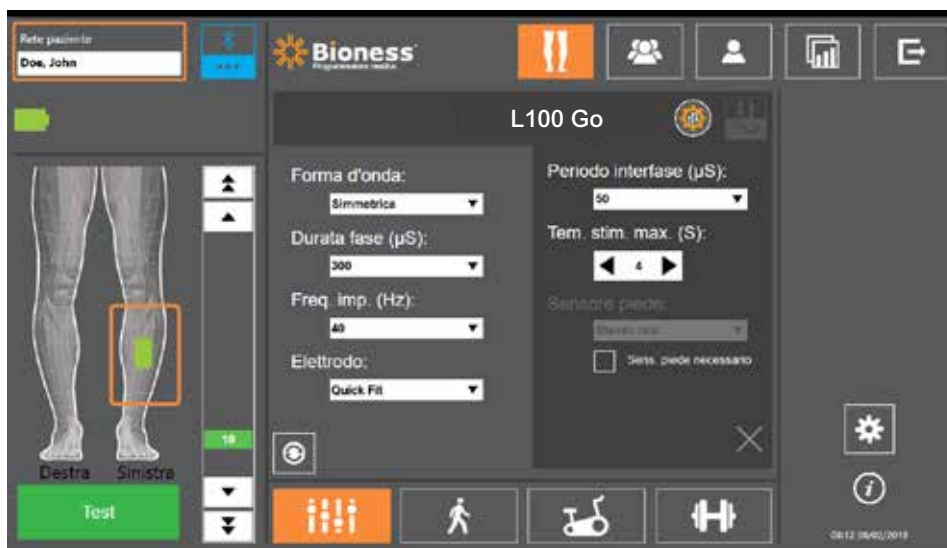 Rete paziente
Doe, John
Bioness
L100 Go
Forma d'onda:
Simmetrica
Durata fase (µS):
300
Freq. imp. (Hz):
40
Elettrodo:
Quick Fit
Periodo interfase (µS):
50
Tem. stim. max. (S):
4
Sensore piede:
Sens. piede necessario
10
Destra
Sinistra
Test